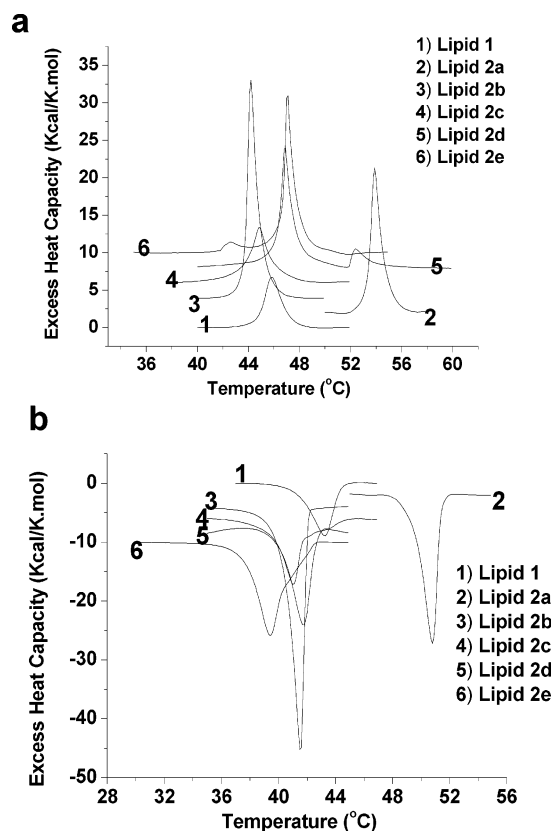 a
Excess Heat Capacity (Kcal/K.mol)
35
30
25
20
15
10
5
0
1) Lipid 1
2) Lipid 2a
3) Lipid 2b
4) Lipid 2c
5) Lipid 2d
6) Lipid 2e
6
4
3
1
5
2
36 40 44 48 52 56 60
Temperature (°C)
b
Excess Heat Capacity (Kcal/K.mol)
0
-10
-20
-30
-40
-50
1
3
4
5
6
2
1) Lipid 1
2) Lipid 2a
3) Lipid 2b
4) Lipid 2c
5) Lipid 2d
6) Lipid 2e
28 32 36 40 44 48 52 56
Temperature (°C)